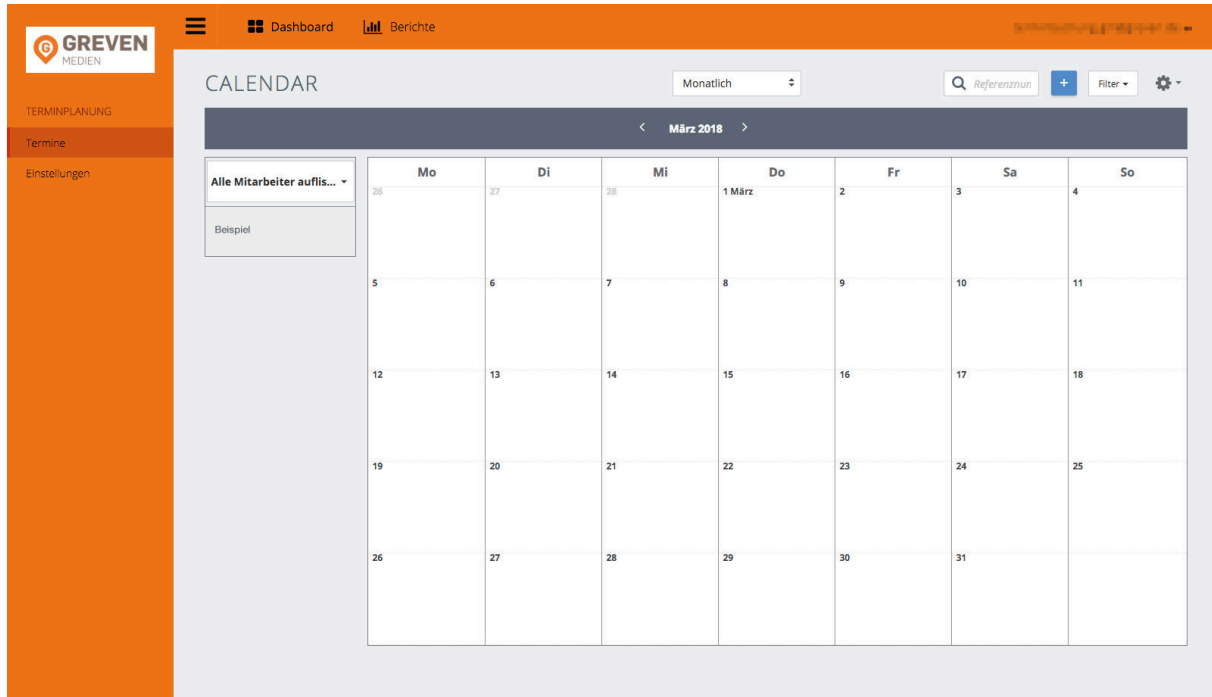 GREVEN
MEDIEN
Dashboard Berichte
TERMINPLANUNG
Termine
Einstellungen
CALENDAR
Monatlich
Referenznun
+
Filter
< März 2018 >
Alle Mitarbeiter auflis...
Beispiel
Mo Di Mi Do Fr Sa So
26 27 28 1 März 2 3 4
5 6 7 8 9 10 11
12 13 14 15 16 17 18
19 20 21 22 23 24 25
26 27 28 29 30 31